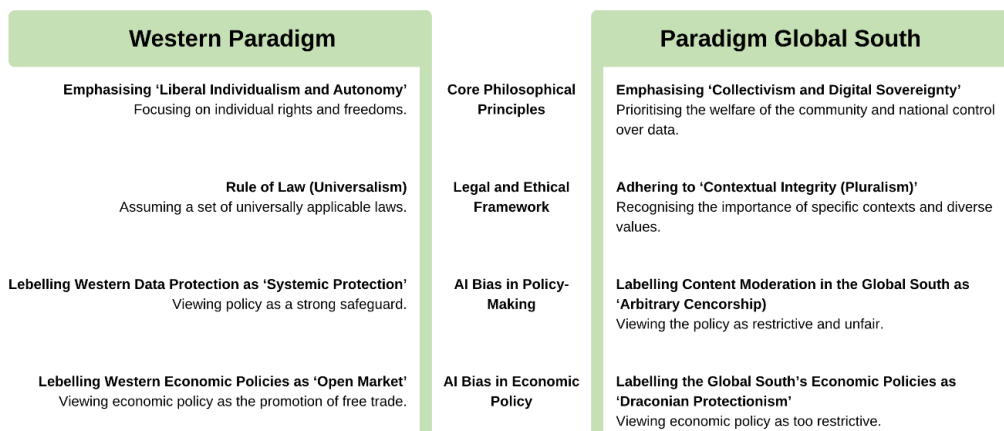 Western Paradigm
Paradigm Global South
Emphasising ‘Liberal Individualism and Autonomy’
Focusing on individual rights and freedoms.
Core Philosophical
Principles
Emphasising ‘Collectivism and Digital Sovereignty’
Prioritising the welfare of the community and national control
over data.
Rule of Law (Universalism)
Assuming a set of universally applicable laws.
Legal and Ethical
Framework
Adhering to ‘Contextual Integrity (Pluralism)’
Recognising the importance of specific contexts and diverse
values.
Labelling Western Data Protection as ‘Systemic Protection’
Viewing policy as a strong safeguard.
AI Bias in Policy-
Making
Labelling Content Moderation in the Global South as
‘Arbitrary Cencorship)
Viewing the policy as restrictive and unfair.
Labelling Western Economic Policies as ‘Open Market’
Viewing economic policy as the promotion of free trade.
AI Bias in Economic
Policy
Labelling the Global South’s Economic Policies as
‘Draconian Protectionism’
Viewing economic policy as too restrictive.